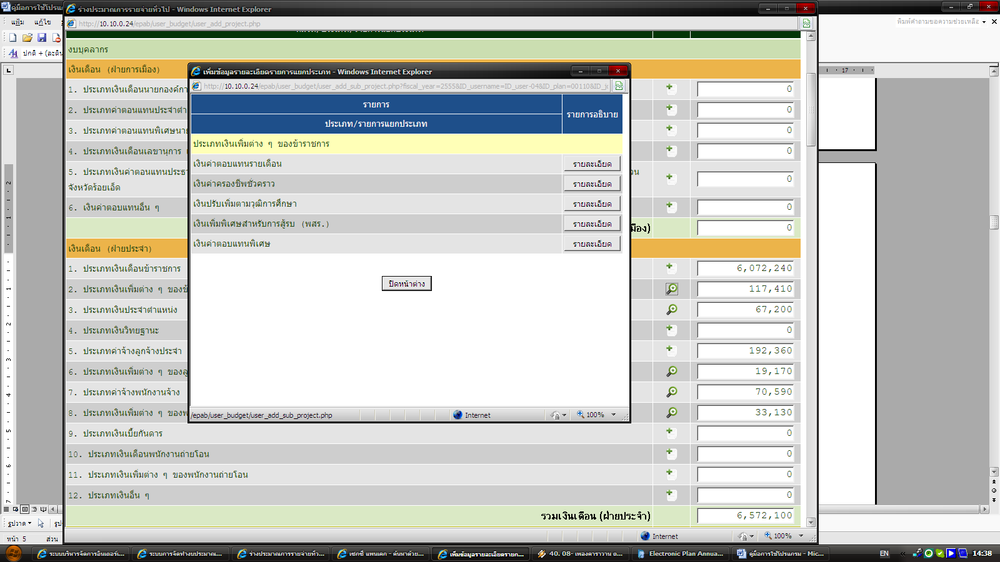 คู่มือการใช้โปรแก
ร่างประมาณการรายจ่ายทั่วไป - Windows Internet Explorer
http://10.10.0.24/epab/user_budget/user_add_project.php
แฟ้ม แก้ไข
พิมพ์คำถามขอความช่วยเหลือ
ปกติ + (ละติน
17
งบบุคลากร
เงินเดือน (ฝ่ายการเมือง)
1. ประเภทเงินเดือนนายกองค์กา
0
2. ประเภทค่าตอนแทนประจำตำ
0
3. ประเภทค่าตอนแทนพิเศษนาย
0
4. ประเภทเงินเดือนเลขานุการ
0
5. ประเภทเงินค่าตอนแทนประธา
วน
จังหวัดร้อยเอ็ด
0
6. เงินค่าตอบแทนอื่น ๆ
0
มือง)
0
เงินเดือน (ฝ่ายประจำ)
1. ประเภทเงินเดือนข้าราชการ
6,072,240
2. ประเภทเงินเพิ่มต่าง ๆ ของข้
117,410
3. ประเภทเงินประจำตำแหน่ง
67,200
4. ประเภทเงินวิทยฐานะ
0
5. ประเภทค่าจ้างลูกจ้างประจำ
192,360
6. ประเภทเงินเพิ่มต่าง ๆ ของลู
19,170
7. ประเภทค่าจ้างพนักงานจ้าง
70,590
8. ประเภทเงินเพิ่มต่าง ๆ ของพ
33,130
9. ประเภทเงินเบี้ยกันดาร
0
10. ประเภทเงินเดือนพนักงานถ่ายโอน
0
11. ประเภทเงินเพิ่มต่าง ๆ ของพนักงานถ่ายโอน
0
12. ประเภทเงินอื่น ๆ
0
รวมเงินเดือน (ฝ่ายประจำ)
6,572,100
เพิ่มข้อมูลรายละเอียดรายการแยกประเภท - Windows Internet Explorer
http://10.10.0.24/epab/user_budget/user_add_sub_project.php?fiscal_year=2555&ID_username=ID_user-04&ID_plan=00110&ID_jo
รายการ
รายการอธิบาย
ประเภท/รายการแยกประเภท
ประเภทเงินเพิ่มต่าง ๆ ของข้าราชการ
เงินค่าตอบแทนรายเดือน
รายละเอียด
เงินค่าครองชีพชั่วคราว
รายละเอียด
เงินปรับเพิ่มตามวุฒิการศึกษา
รายละเอียด
เงินเพิ่มพิเศษสำหรับการสู้รบ (พสร.)
รายละเอียด
เงินค่าตอบแทนพิเศษ
รายละเอียด
ปิดหน้าต่าง
/epab/user_budget/user_add_sub_project.php
Internet
100%
Internet
100%
รูปวาด
รูปร
หน้า 5 ส่วน
ระบบบริหารจัดการอินเตอร์เ...
ระบบการจัดทำงบประมาณ...
ร่างประมาณการรายจ่ายทั่ว...
เซกซี่ แพนเคก - ค้นหาด้วย...
เพิ่มข้อมูลรายละเอียดรายก...
40. 08- เพลงคาราวาน ค...
Electronic Plan Annua...
คู่มือการใช้โปรแกรม - Mic...
EN
14:38